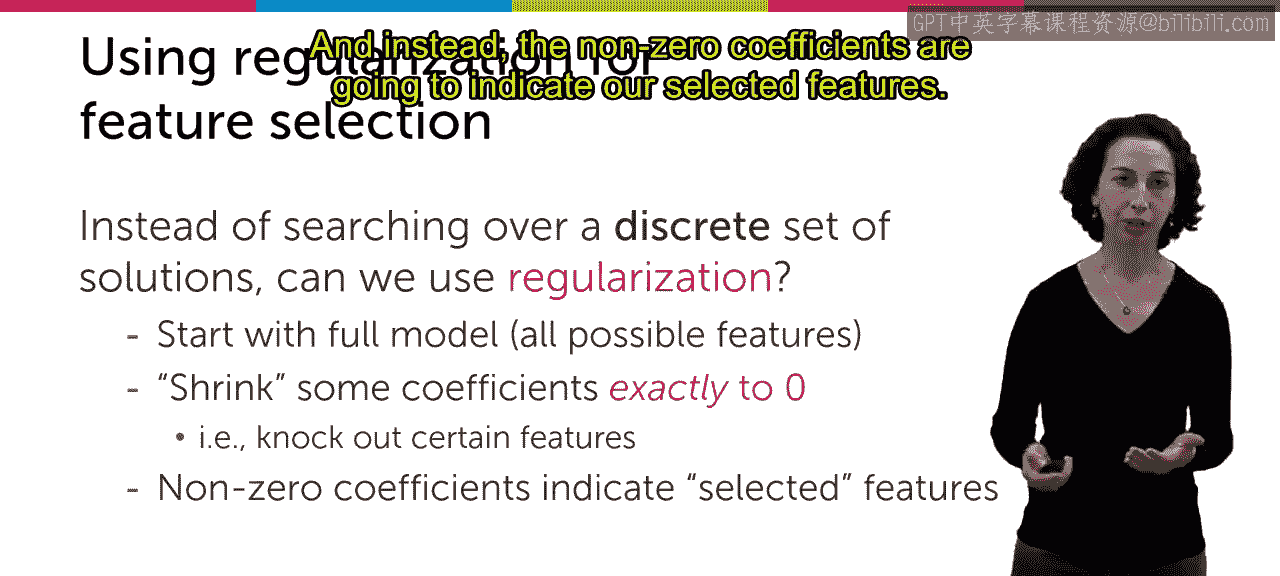 GPT中英字幕课程资源@bilibili.com
And instead, the non-zero coefficients are
going to indicate our selected features.
Using regularization for
feature selection
Instead of searching over a discrete set of
solutions, can we use regularization?
- Start with full model (all possible features)
- “Shrink” some coefficients exactly to 0
• i.e., knock out certain features
- Non-zero coefficients indicate “selected” features